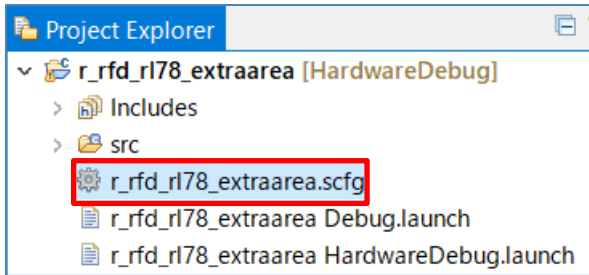 Project Explorer
r_rfd_rl78_extraarea [HardwareDebug]
Includes
src
r_rfd_rl78_extraarea.scfg
r_rfd_rl78_extraarea Debug.launch
r_rfd_rl78_extraarea HardwareDebug.launch